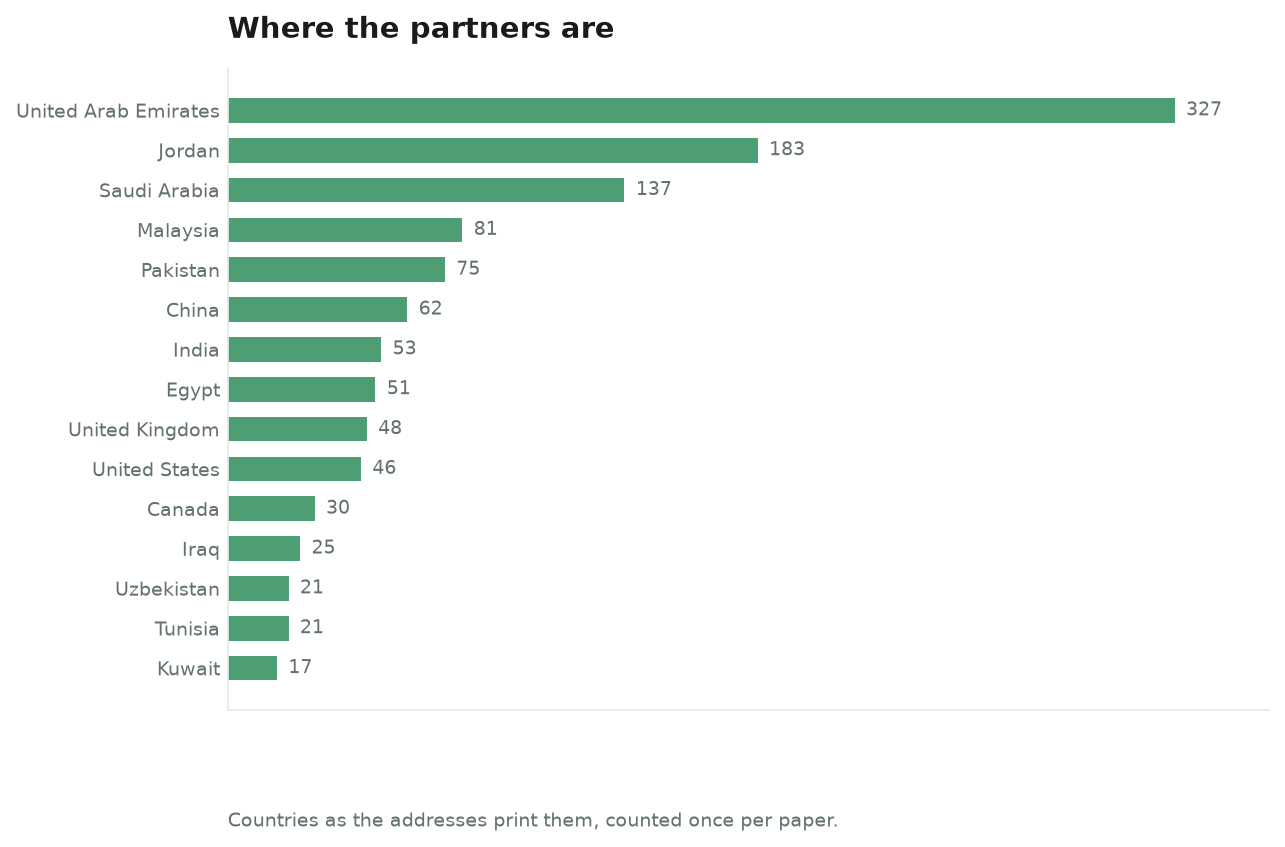 Where the partners are
United Arab Emirates 327
Jordan 183
Saudi Arabia 137
Malaysia 81
Pakistan 75
China 62
India 53
Egypt 51
United Kingdom 48
United States 46
Canada 30
Iraq 25
Uzbekistan 21
Tunisia 21
Kuwait 17
Countries as the addresses print them, counted once per paper.